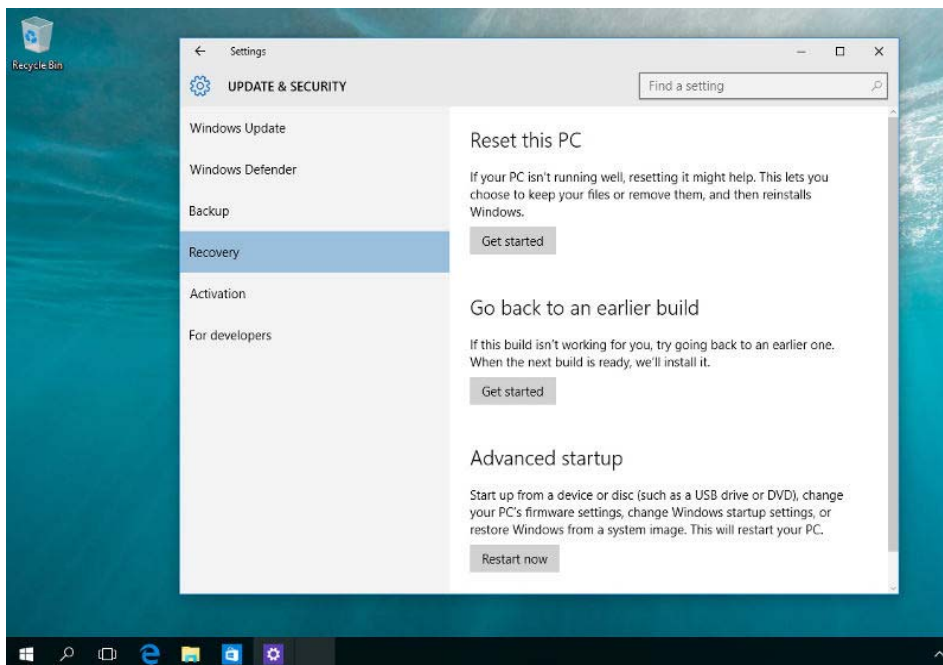 Recycle Bin
Settings
UPDATE & SECURITY
Find a setting
Windows Update
Windows Defender
Backup
Recovery
Activation
For developers
Reset this PC
If your PC isn't running well, resetting it might help. This lets you
choose to keep your files or remove them, and then reinstalls
Windows.
Get started
Go back to an earlier build
If this build isn't working for you, try going back to an earlier one.
When the next build is ready, we'll install it.
Get started
Advanced startup
Start up from a device or disc (such as a USB drive or DVD), change
your PC's firmware settings, change Windows startup settings, or
restore Windows from a system image. This will restart your PC.
Restart now